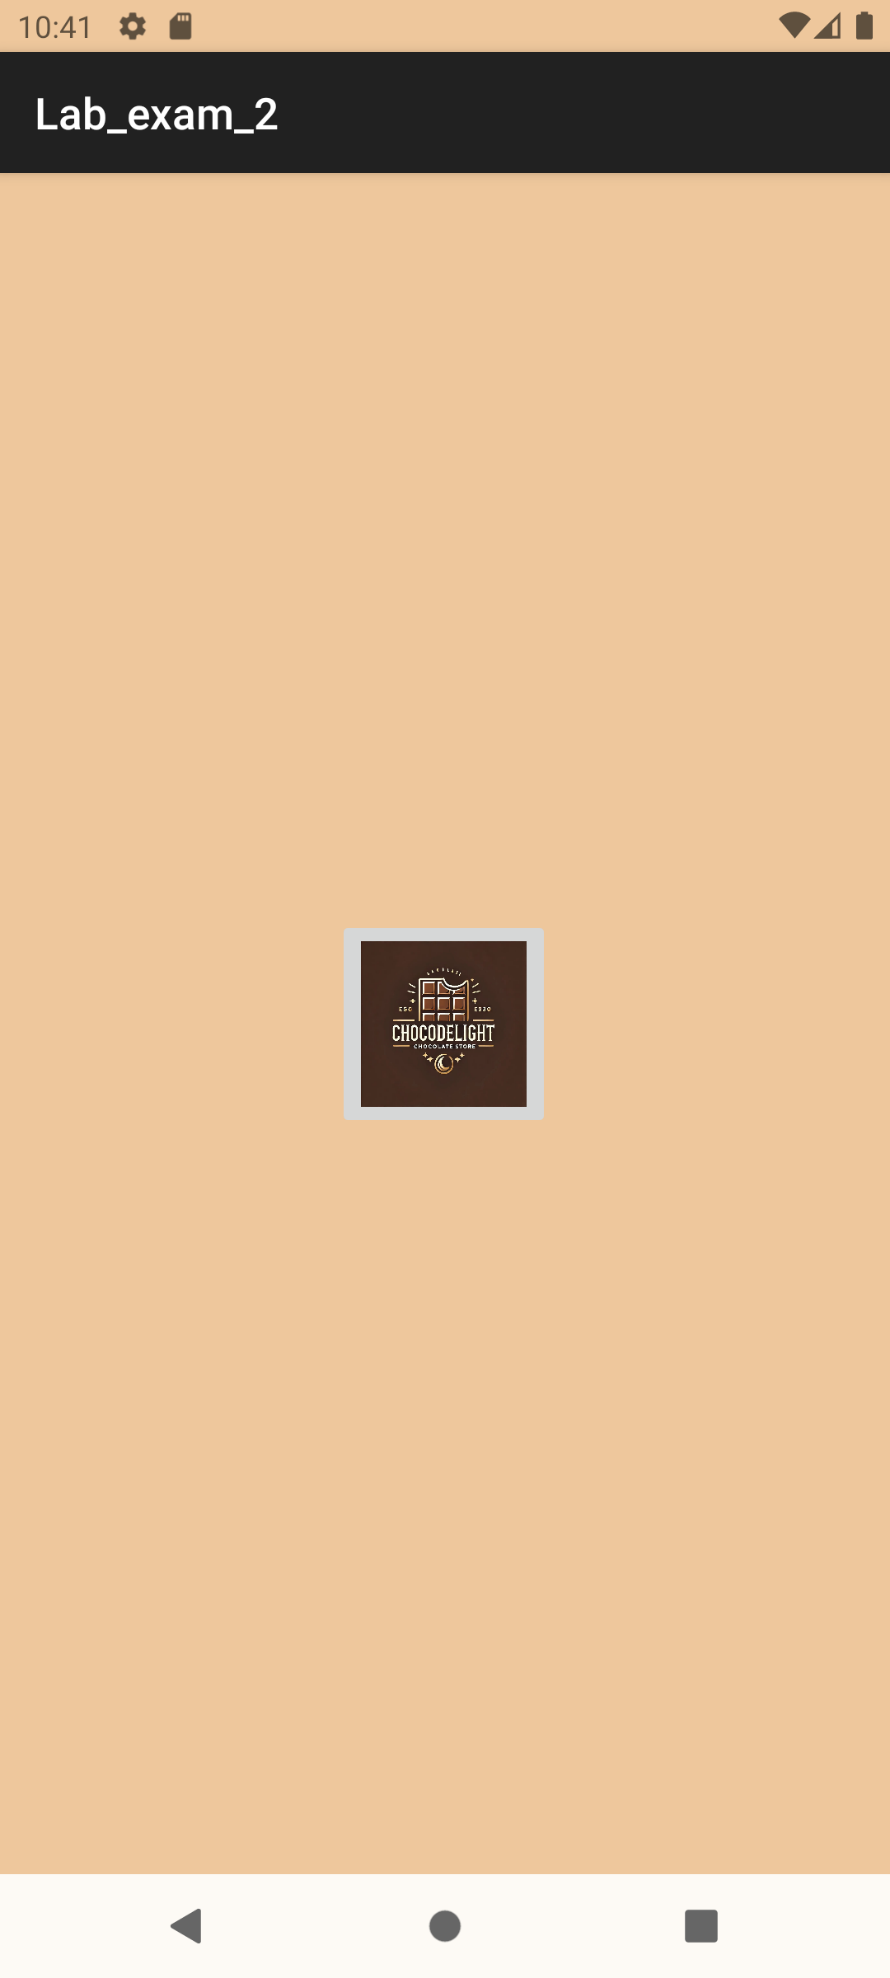 10:41
Lab_exam_2
CHOCODELIGHT
CHOCOLATE STORE